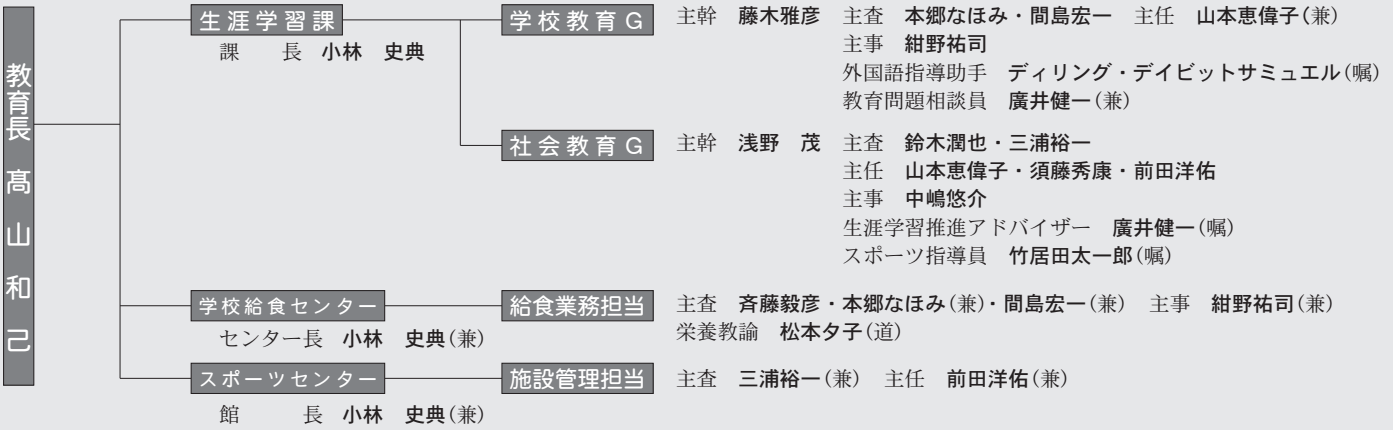 教育長 髙山和己
生涯学習課
課　長 小林 史典
学校教育G
主幹 藤木雅彦 主査 本郷なほみ・間島宏一 主任 山本恵偉子(兼)
主事 紺野祐司
外国語指導助手 ディリング・デイビットサミュエル(嘱)
教育問題相談員 廣井健一(兼)
社会教育G
主幹 浅野 茂 主査 鈴木潤也・三浦裕一
主任 山本恵偉子・須藤秀康・前田洋佑
主事 中嶋悠介
生涯学習推進アドバイザー 廣井健一(嘱)
スポーツ指導員 竹居田太一郎(嘱)
学校給食センター
センター長 小林 史典(兼)
給食業務担当
主査 斉藤毅彦・本郷なほみ(兼)・間島宏一(兼) 主事 紺野祐司(兼)
栄養教諭 松本夕子(道)
スポーツセンター
館　長 小林 史典(兼)
施設管理担当
主査 三浦裕一(兼) 主任 前田洋佑(兼)